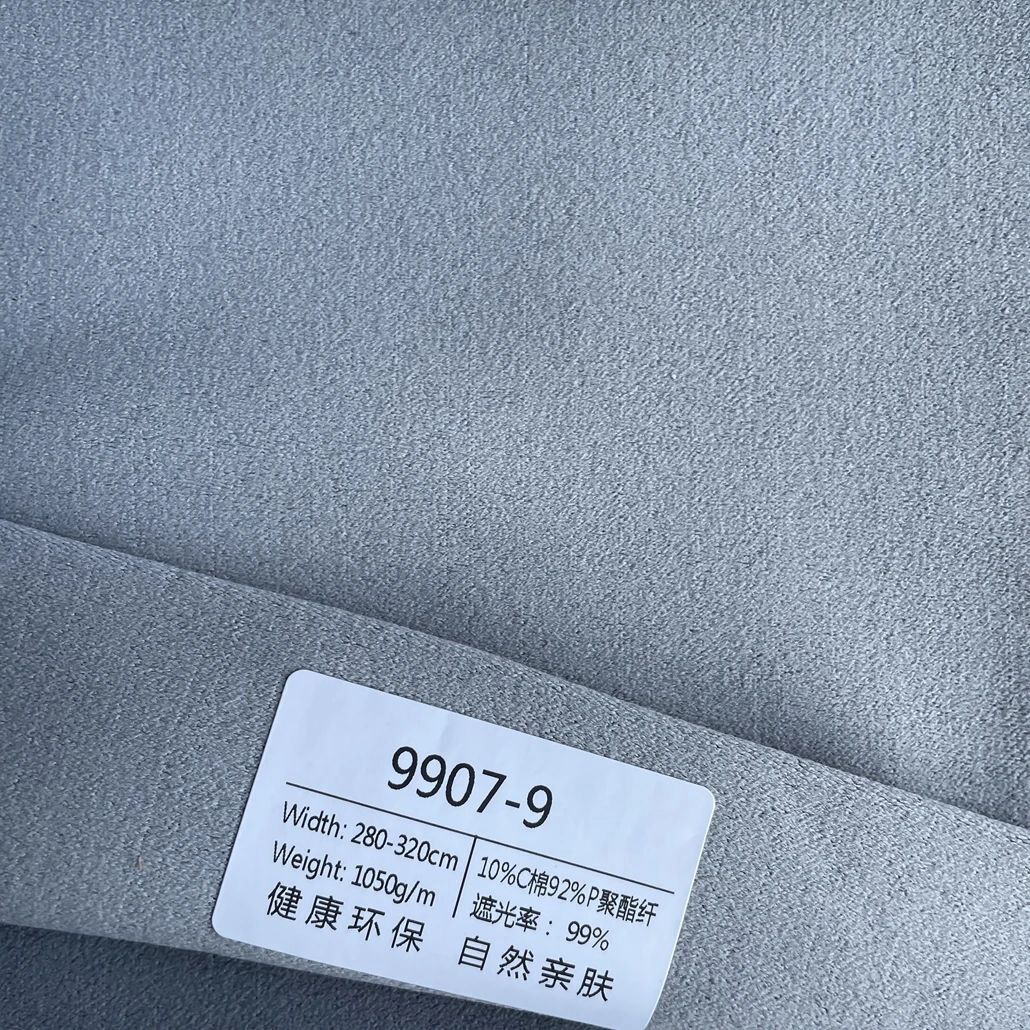 9907-9
Width: 280-320cm
Weight: 1050g/m
10%C棉92%P聚酯纤
遮光率：99%
健康环保 自然亲肤